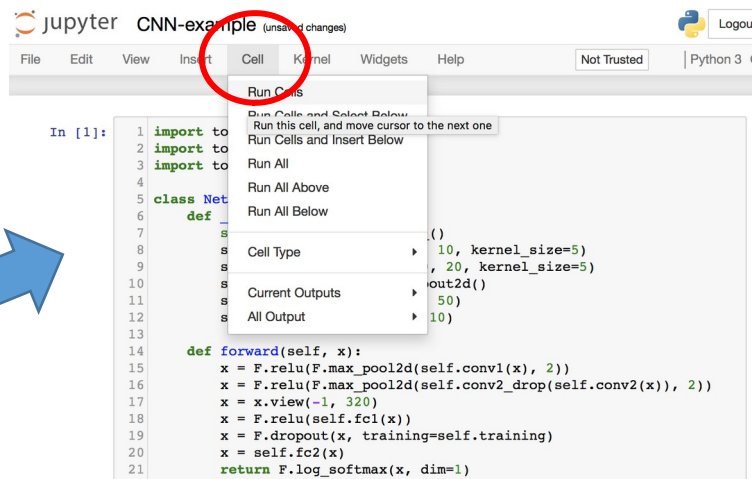 jupyter CNN-example (unsaved changes) Logou
File Edit View Insert Cell Kernel Widgets Help Not Trusted Python 3
Run Cells
Run Cells and Select Below
Run this cell, and move cursor to the next one
Run Cells and Insert Below
Run All
Run All Above
Run All Below
Cell Type
Current Outputs
All Output
In [1]:
1 import to
2 import to
3 import to
4
5 class Net
6 def _
7 s _()
8 s 10, kernel_size=5)
9 s , 20, kernel_size=5)
10 s out2d()
11 s 50)
12 s 10)
13
14 def forward(self, x):
15 x = F.relu(F.max_pool2d(self.conv1(x), 2))
16 x = F.relu(F.max_pool2d(self.conv2_drop(self.conv2(x)), 2))
17 x = x.view(-1, 320)
18 x = F.relu(self.fc1(x))
19 x = F.dropout(x, training=self.training)
20 x = self.fc2(x)
21 return F.log_softmax(x, dim=1)